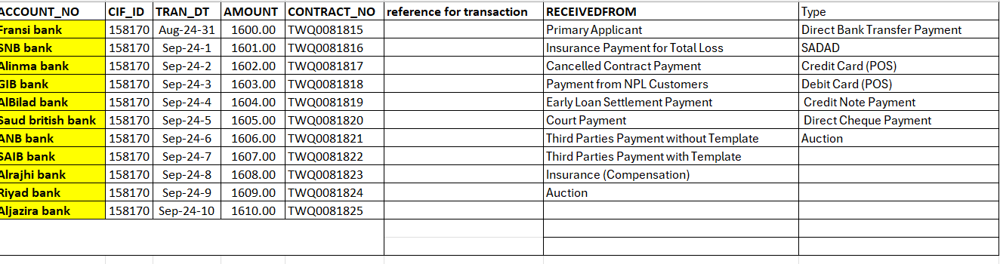 ACCOUNT_NO CIF_ID TRAN_DT AMOUNT CONTRACT_NO reference for transaction RECEIVEDFROM Type
Fransi bank 158170 Aug-24-31 1600.00 TWQ0081815 Primary Applicant Direct Bank Transfer Payment
SNB bank 158170 Sep-24-1 1601.00 TWQ0081816 Insurance Payment for Total Loss SADAD
Alinma bank 158170 Sep-24-2 1602.00 TWQ0081817 Cancelled Contract Payment Credit Card (POS)
GIB bank 158170 Sep-24-3 1603.00 TWQ0081818 Payment from NPL Customers Debit Card (POS)
AlBilad bank 158170 Sep-24-4 1604.00 TWQ0081819 Early Loan Settlement Payment Credit Note Payment
Saud british bank 158170 Sep-24-5 1605.00 TWQ0081820 Court Payment Direct Cheque Payment
ANB bank 158170 Sep-24-6 1606.00 TWQ0081821 Third Parties Payment without Template Auction
SAIB bank 158170 Sep-24-7 1607.00 TWQ0081822 Third Parties Payment with Template
Alrajhi bank 158170 Sep-24-8 1608.00 TWQ0081823 Insurance (Compensation)
Riyad bank 158170 Sep-24-9 1609.00 TWQ0081824 Auction
Aljazira bank 158170 Sep-24-10 1610.00 TWQ0081825